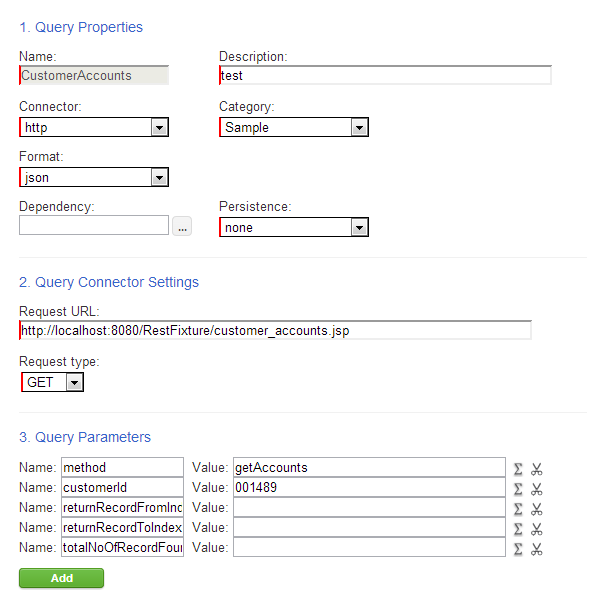 1. Query Properties
Name: Description:
CustomerAccounts test
Connector: Category:
http Sample
Format:
json
Dependency: Persistence:
... none
2. Query Connector Settings
Request URL:
http://localhost:8080/RestFixture/customer_accounts.jsp
Request type:
GET
3. Query Parameters
Name: method Value: getAccounts Σ
Name: customerId Value: 001489 Σ
Name: returnRecordFromInd Value: Σ
Name: returnRecordToIndex Value: Σ
Name: totalNoOfRecordFou Value: Σ
Add